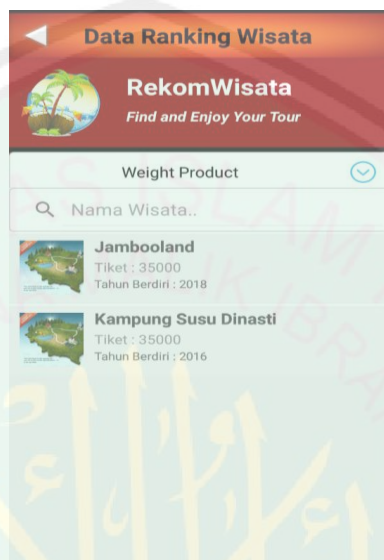 Data Ranking Wisata
RekomWisata
Find and Enjoy Your Tour
Weight Product
Nama Wisata..
Jambooland
Tiket : 35000
Tahun Berdiri : 2018
Kampung Susu Dinasti
Tiket : 35000
Tahun Berdiri : 2016